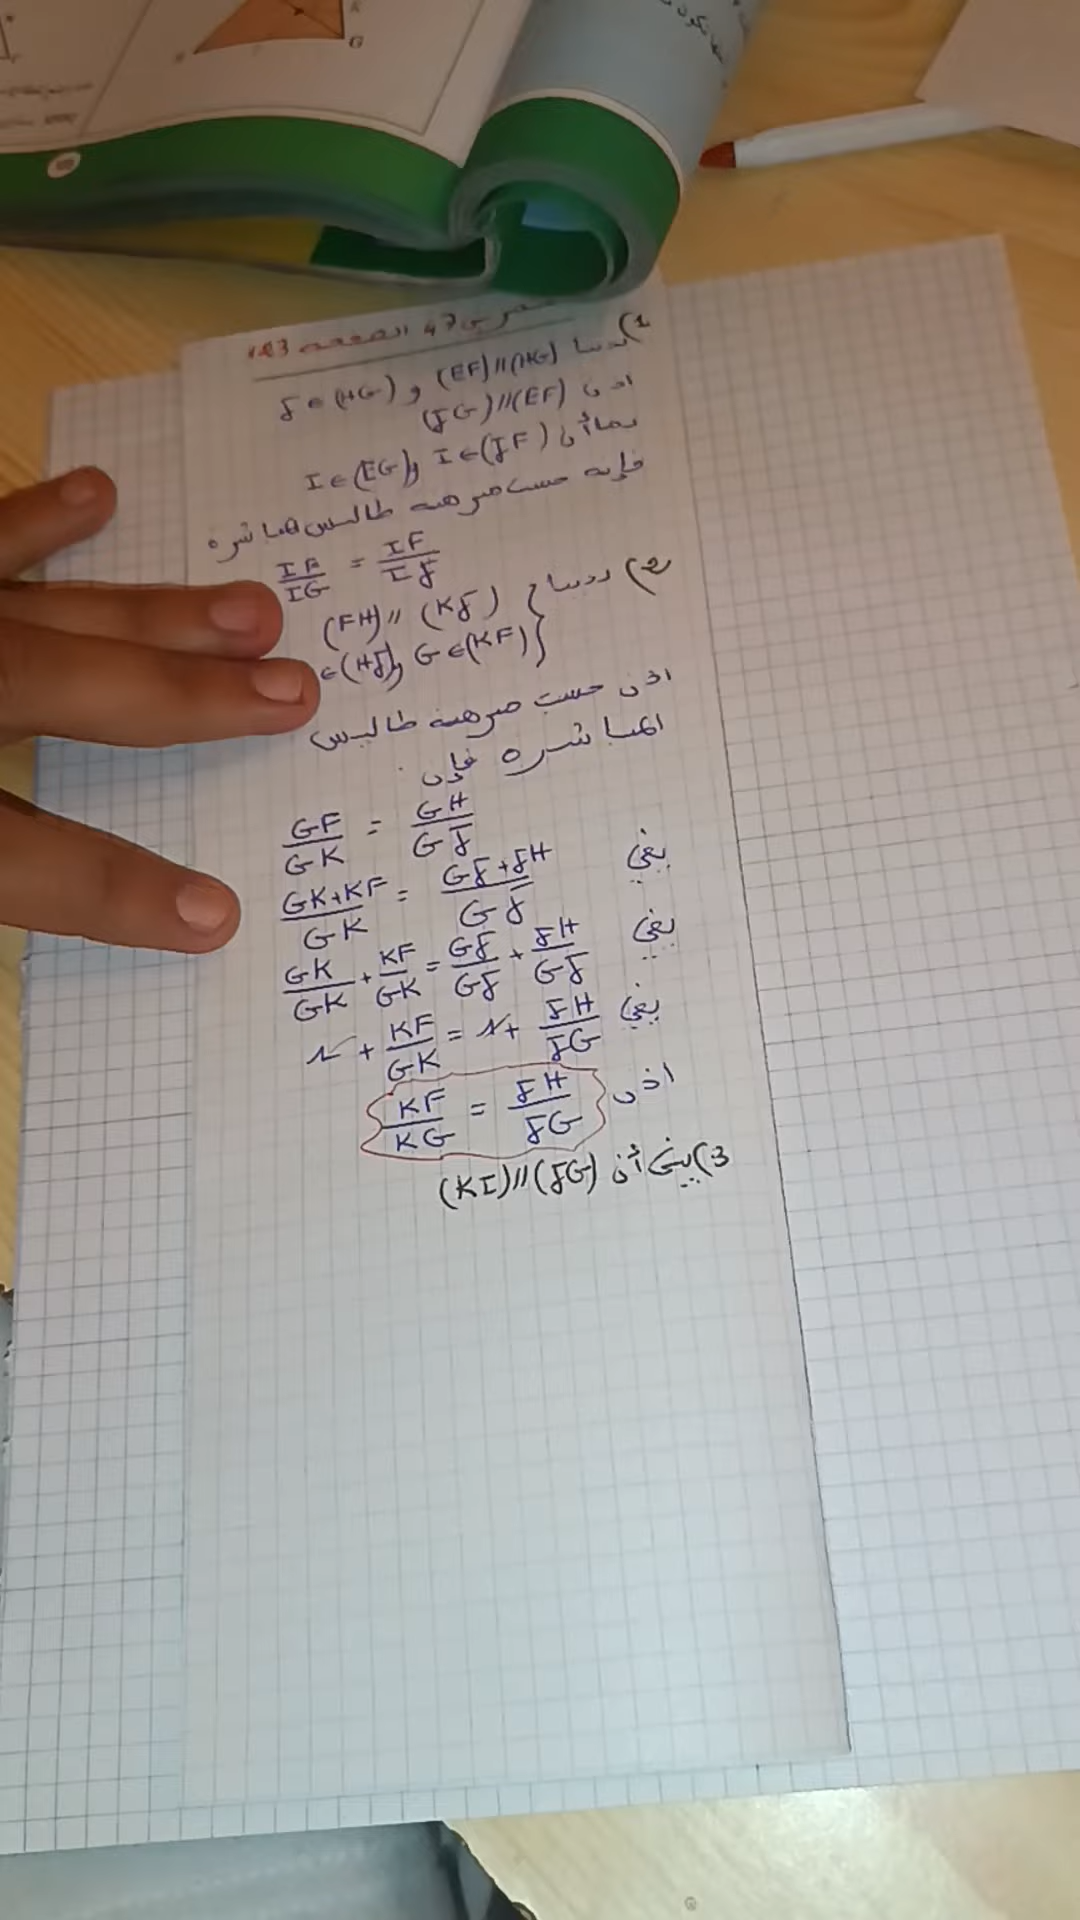 تمرين 47 الصفحة 123
1) لدينا (EF)//(HG) و J∈(HG)
اذن (JG)//(EF)
بما أن I∈(JF) و I∈(EG)
فإنه حسب مبرهنة طاليس المباشرة
IE/IG = IF/IJ
2) لدينا { (FH)//(KJ)
∈(HJ) و G∈(KF) }
اذن حسب مبرهنة طاليس
المباشرة فإن
GF/GK = GH/GJ
يعني GK+KF/GK = GJ+JH/GJ
يعني GK/GK + KF/GK = GJ/GJ + JH/GJ
يعني 1 + KF/GK = 1 + JH/JG
اذن KF/KG = JH/JG
3) يعني أن (KI)//(JG)